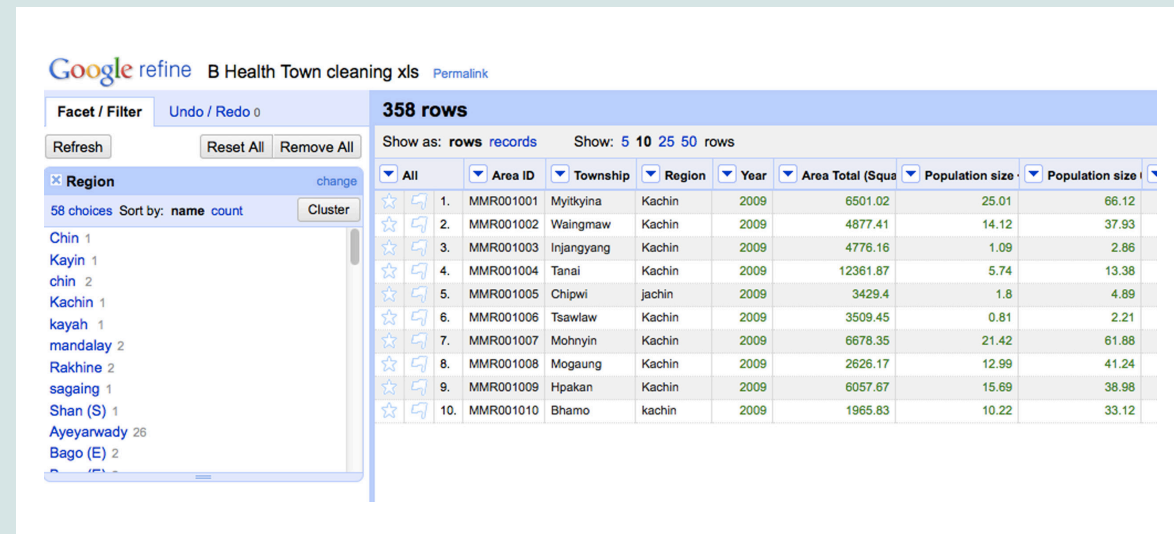 Google refine B Health Town cleaning xls Permalink
Facet / Filter Undo / Redo 0
Refresh Reset All Remove All
Region change
58 choices Sort by: name count Cluster
Chin 1
Kayin 1
chin 2
Kachin 1
kayah 1
mandalay 2
Rakhine 2
sagaing 1
Shan (S) 1
Ayeyarwady 26
Bago (E) 2
358 rows
Show as: rows records Show: 5 10 25 50 rows
All Area ID Township Region Year Area Total (Squa Population size Population size
1. MMR001001 Myitkyina Kachin 2009 6501.02 25.01 66.12
2. MMR001002 Waingmaw Kachin 2009 4877.41 14.12 37.93
3. MMR001003 Injangyang Kachin 2009 4776.16 1.09 2.86
4. MMR001004 Tanai Kachin 2009 12361.87 5.74 13.38
5. MMR001005 Chipwi jachin 2009 3429.4 1.8 4.89
6. MMR001006 Tsawlaw Kachin 2009 3509.45 0.81 2.21
7. MMR001007 Mohnyin Kachin 2009 6678.35 21.42 61.88
8. MMR001008 Mogaung Kachin 2009 2626.17 12.99 41.24
9. MMR001009 Hpakan Kachin 2009 6057.67 15.69 38.98
10. MMR001010 Bhamo kachin 2009 1965.83 10.22 33.12